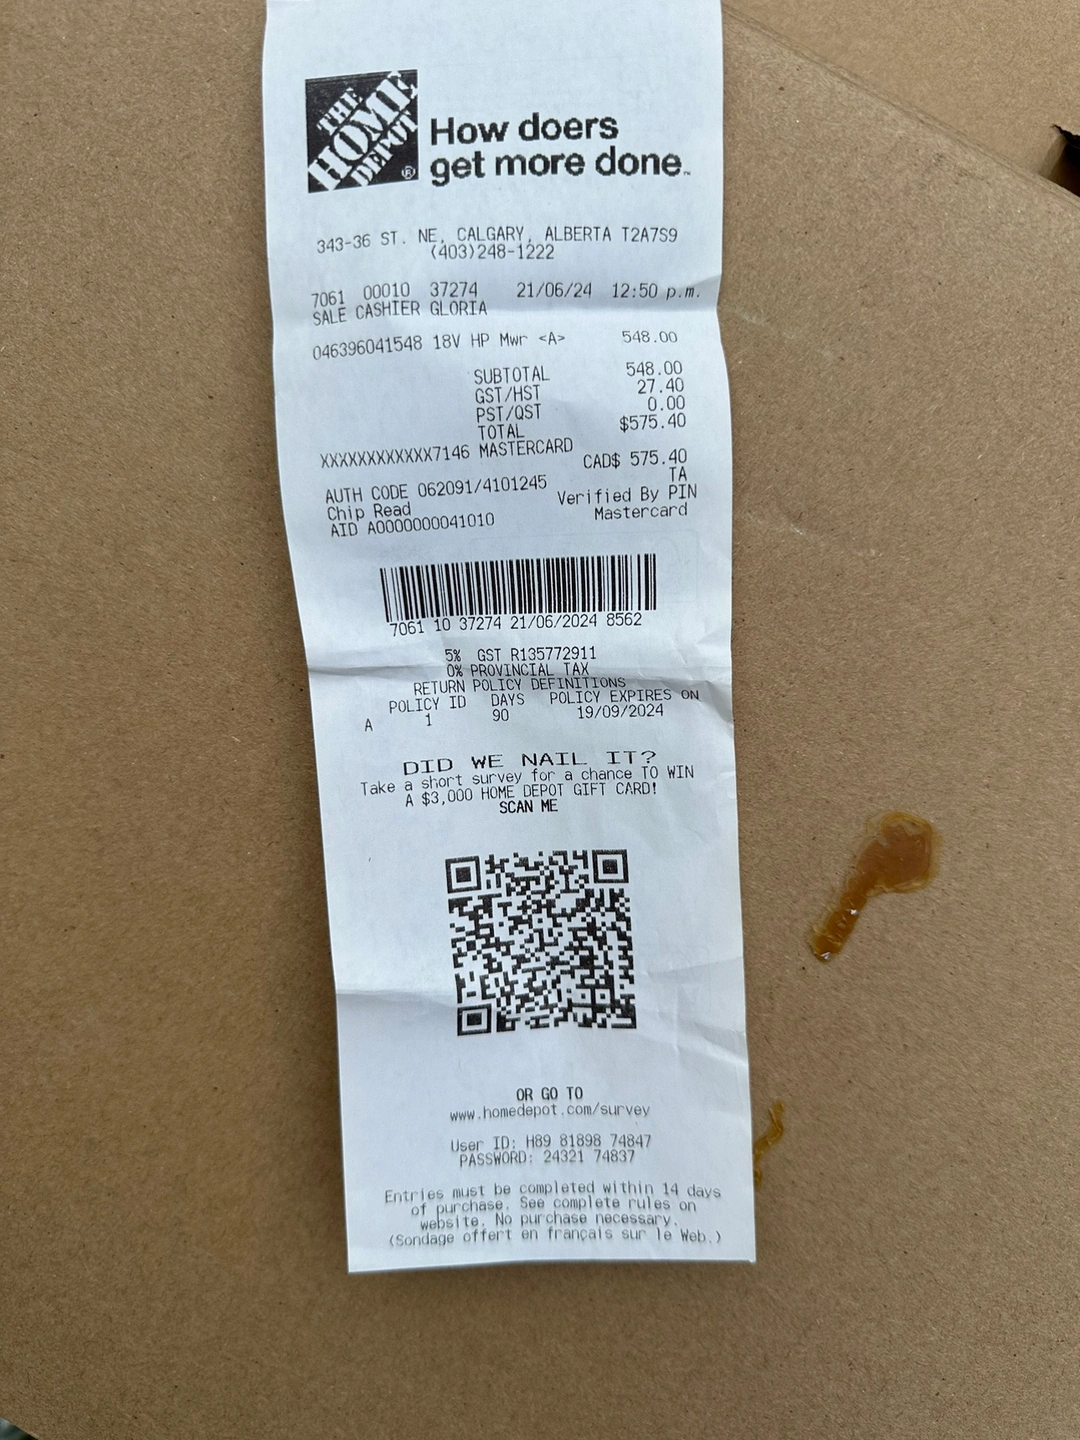 THE
HOME
DEPOT
®
How doers
get more done™
343-36 ST. NE, CALGARY, ALBERTA T2A7S9
(403)248-1222
7061 00010 37274 21/06/24 12:50 p.m.
SALE CASHIER GLORIA
046396041548 18V HP Mwr <A> 548.00
SUBTOTAL 548.00
GST/HST 27.40
PST/QST 0.00
TOTAL $575.40
XXXXXXXXXXXX7146 MASTERCARD
CAD$ 575.40
AUTH CODE 062091/4101245 TA
Chip Read Verified By PIN
AID A0000000041010 Mastercard
7061 10 37274 21/06/2024 8562
5% GST R135772911
0% PROVINCIAL TAX
RETURN POLICY DEFINITIONS
POLICY ID DAYS POLICY EXPIRES ON
A 1 90 19/09/2024
DID WE NAIL IT?
Take a short survey for a chance TO WIN
A $3,000 HOME DEPOT GIFT CARD!
SCAN ME
OR GO TO
www.homedepot.com/survey
User ID: H89 81898 74847
PASSWORD: 24321 74837
Entries must be completed within 14 days
of purchase. See complete rules on
website. No purchase necessary.
(Sondage offert en français sur le Web.)